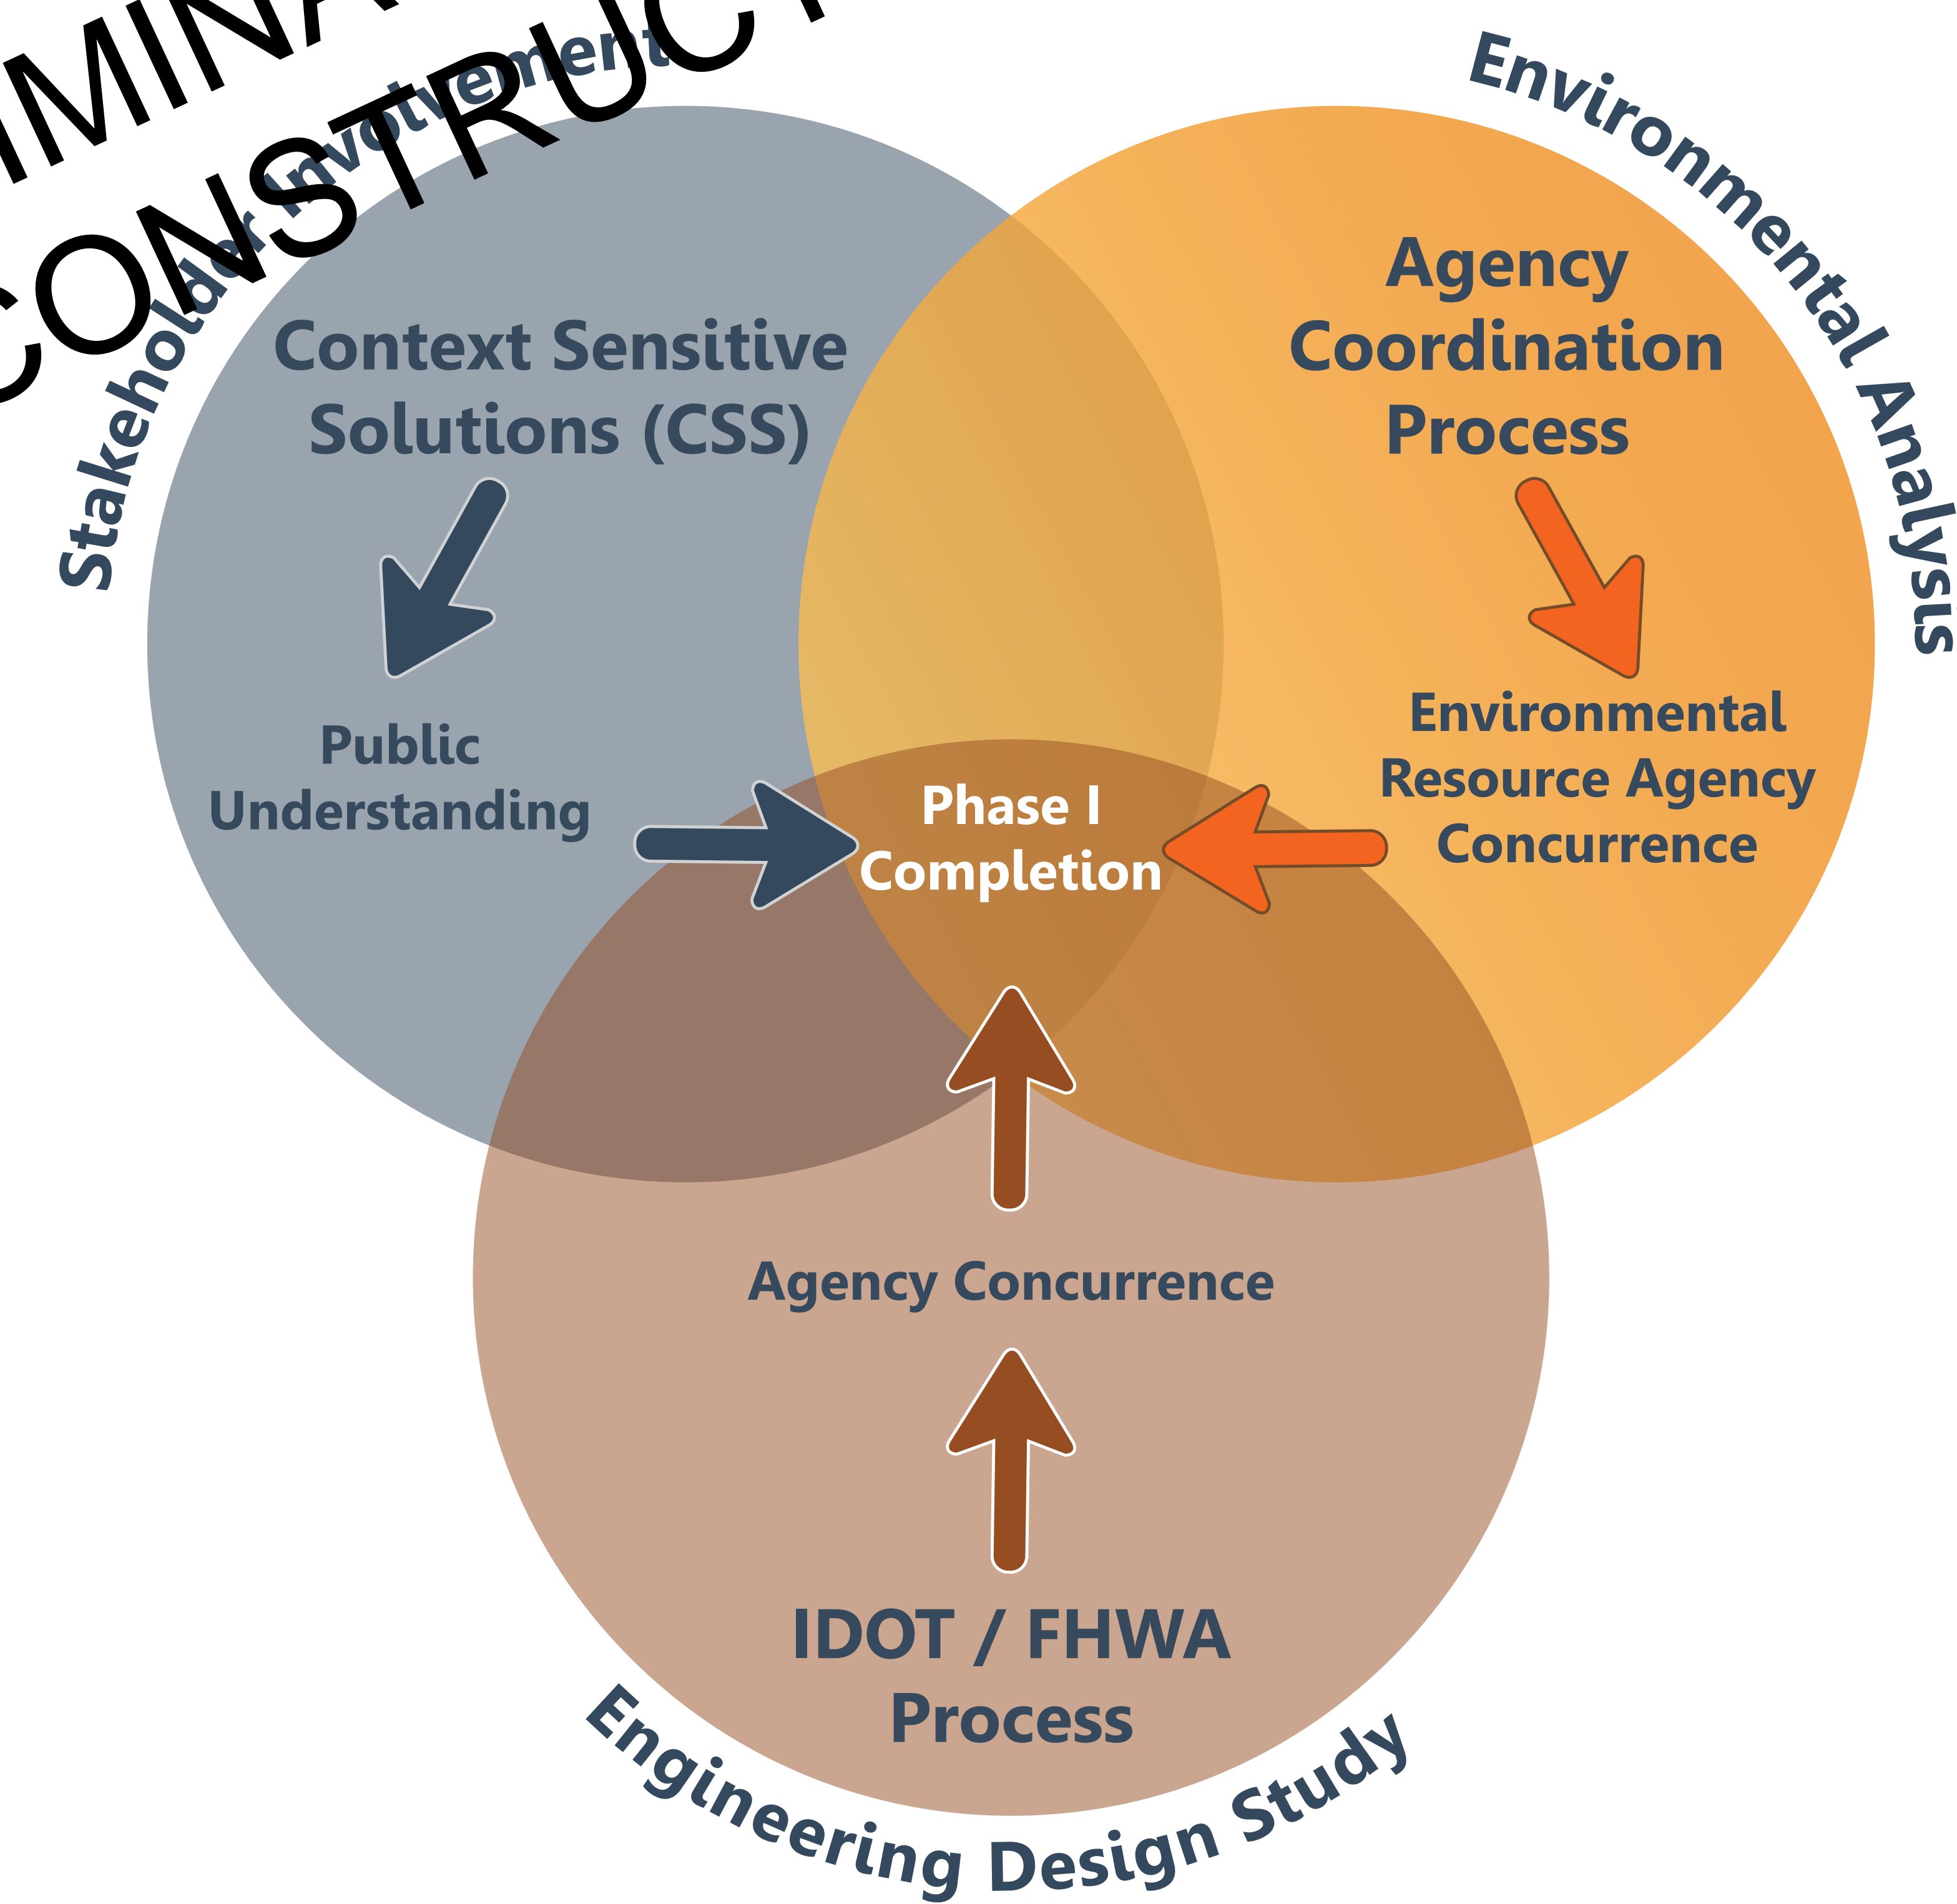 CONSTRUCT
Stakeholder Involvement
Environmental Analysis
Context Sensitive
Solutions (CSS)
Agency
Coordination
Process
Public
Understanding
Environmental
Resource Agency
Concurrence
Phase I
Completion
Agency Concurrence
IDOT / FHWA
Process
Engineering Design Study